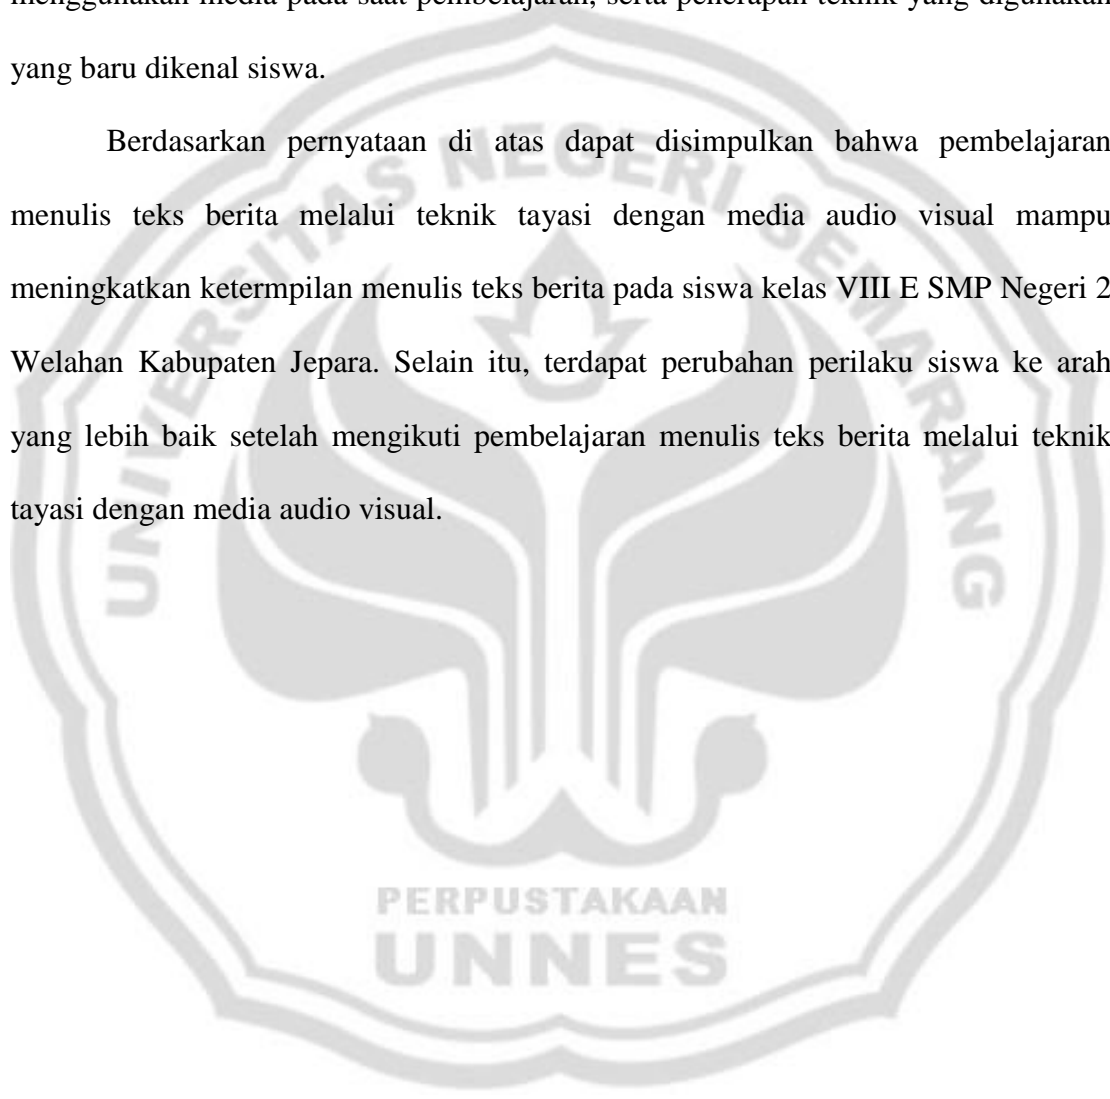 menggunakan media pada saat pembelajaran, serta penerapan teknik yang digunakan
yang baru dikenal siswa.
Berdasarkan pernyataan di atas dapat disimpulkan bahwa pembelajaran
menulis teks berita melalui teknik tayasi dengan media audio visual mampu
meningkatkan ketermpilan menulis teks berita pada siswa kelas VIII E SMP Negeri 2
Welahan Kabupaten Jepara. Selain itu, terdapat perubahan perilaku siswa ke arah
yang lebih baik setelah mengikuti pembelajaran menulis teks berita melalui teknik
tayasi dengan media audio visual.
UNIVERSITAS NEGERI SEMARANG
PERPUSTAKAAN
UNNES